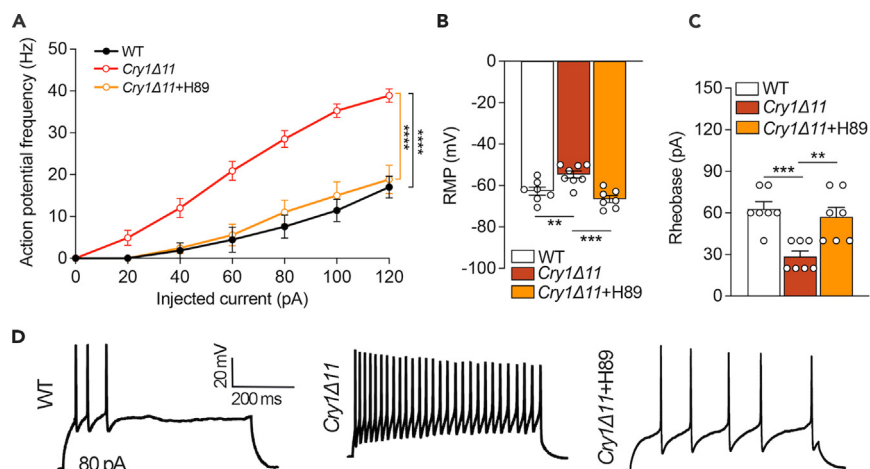 A
B
C
Action potential frequency (Hz)
50
40
30
20
10
0
WT
Cry1Δ11
Cry1Δ11+H89
****
****
0 20 40 60 80 100 120
Injected current (pA)
RMP (mV)
0
-20
-40
-60
-80
-100
** ***
WT
Cry1Δ11
Cry1Δ11+H89
Rheobase (pA)
150
120
90
60
30
0
WT
Cry1Δ11
Cry1Δ11+H89
*** **
D
WT
80 pA
20 mV
200 ms
Cry1Δ11
Cry1Δ11+H89